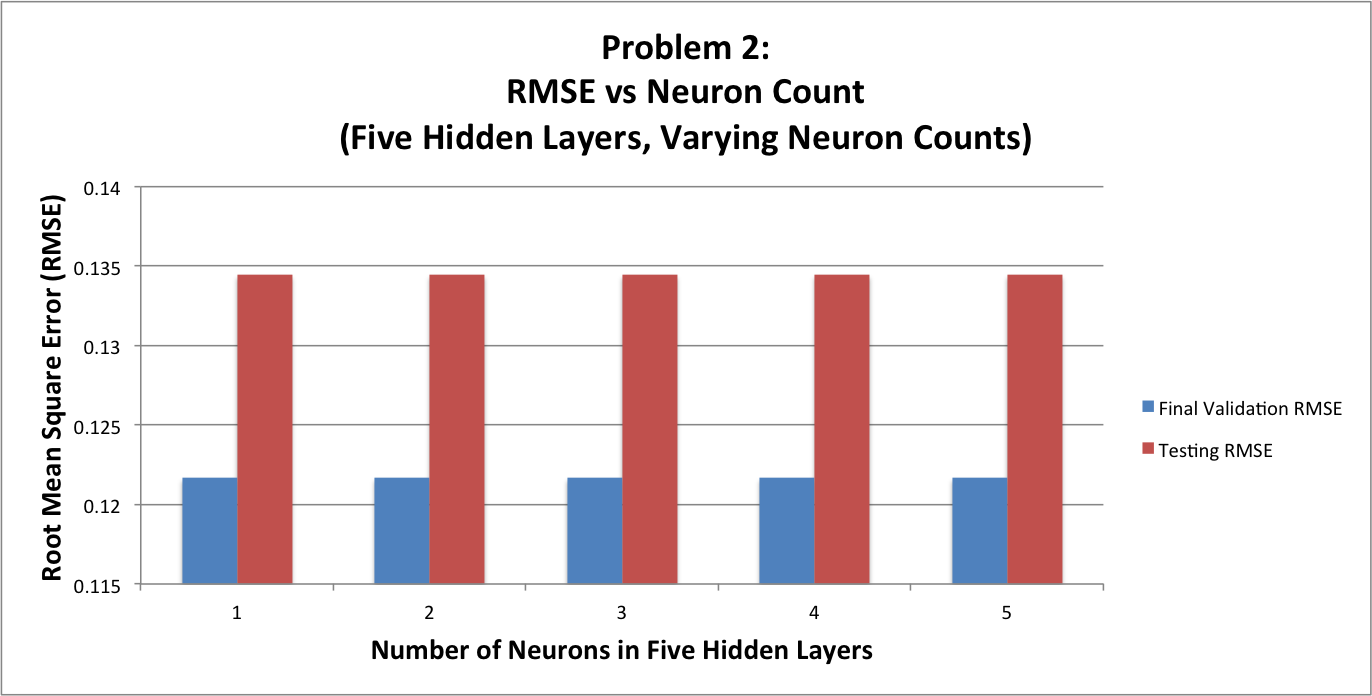 Problem 2:
RMSE vs Neuron Count
(Five Hidden Layers, Varying Neuron Counts)
Root Mean Square Error (RMSE)
0.14
0.135
0.13
0.125
0.12
0.115
1
2
3
4
5
Number of Neurons in Five Hidden Layers
Final Validation RMSE
Testing RMSE